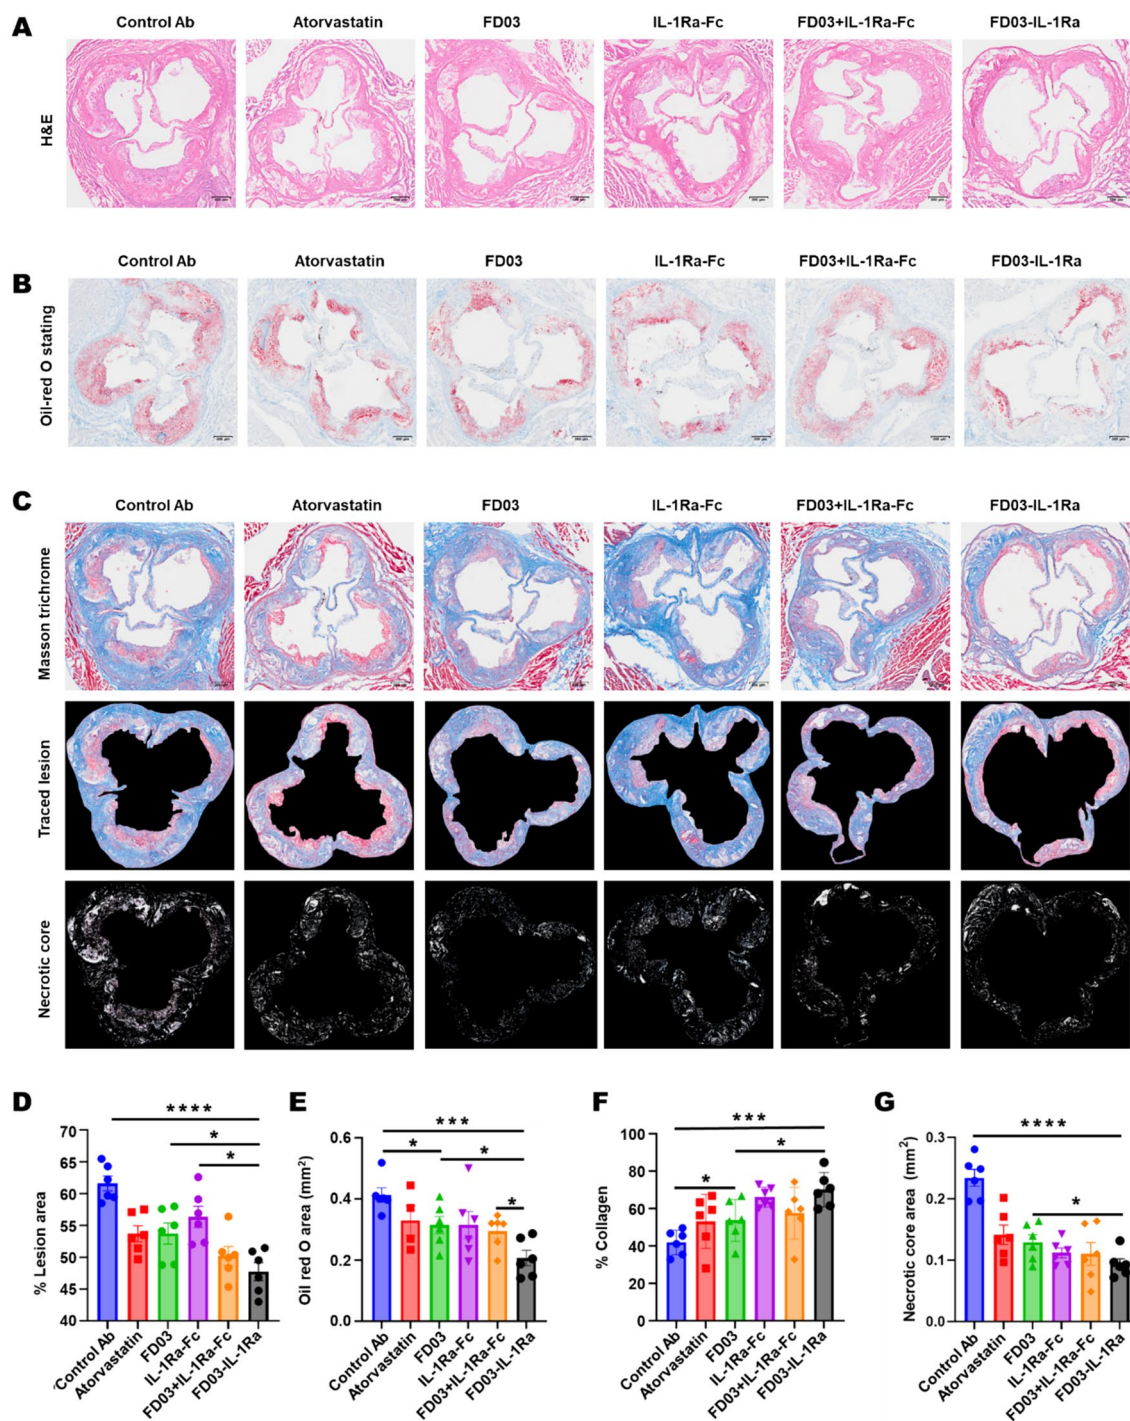 A
Control Ab Atorvastatin FD03 IL-1Ra-Fc FD03+IL-1Ra-Fc FD03-IL-1Ra
H&E
B
Control Ab Atorvastatin FD03 IL-1Ra-Fc FD03+IL-1Ra-Fc FD03-IL-1Ra
Oil-red O stating
C
Control Ab Atorvastatin FD03 IL-1Ra-Fc FD03+IL-1Ra-Fc FD03-IL-1Ra
Masson trichrome
Traced lesion
Necrotic core
D
****
*
*
% Lesion area
70
65
60
55
50
45
40
Control Ab
Atorvastatin
FD03
IL-1Ra-Fc
FD03+IL-1Ra-Fc
FD03-IL-1Ra
E
***
*
*
*
Oil red O area (mm²)
0.6
0.4
0.2
0.0
Control Ab
Atorvastatin
FD03
IL-1Ra-Fc
FD03+IL-1Ra-Fc
FD03-IL-1Ra
F
***
*
*
% Collagen
100
80
60
40
20
0
Control Ab
Atorvastatin
FD03
IL-1Ra-Fc
FD03+IL-1Ra-Fc
FD03-IL-1Ra
G
****
*
Necrotic core area (mm²)
0.3
0.2
0.1
0.0
Control Ab
Atorvastatin
FD03
IL-1Ra-Fc
FD03+IL-1Ra-Fc
FD03-IL-1Ra